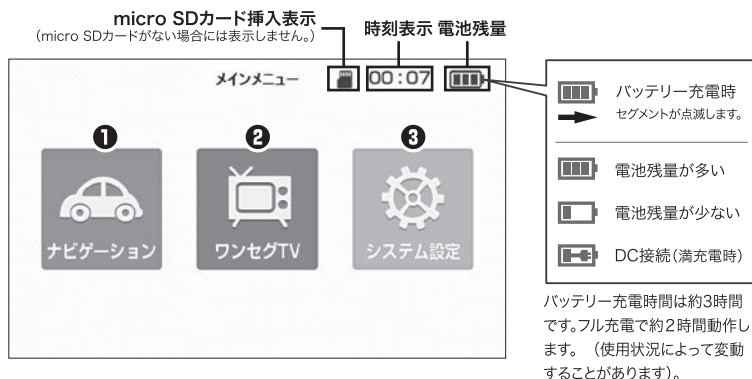 micro SDカード挿入表示
(micro SDカードがない場合には表示しません。)
時刻表示 電池残量
メインメニュー
00:07
❶
❷
❸
ナビゲーション
ワンセグTV
システム設定
バッテリー充電時
セグメントが点滅します。
電池残量が多い
電池残量が少ない
DC接続(満充電時)
バッテリー充電時間は約3時間
です。フル充電で約2時間動作し
ます。(使用状況によって変動
することがあります)。